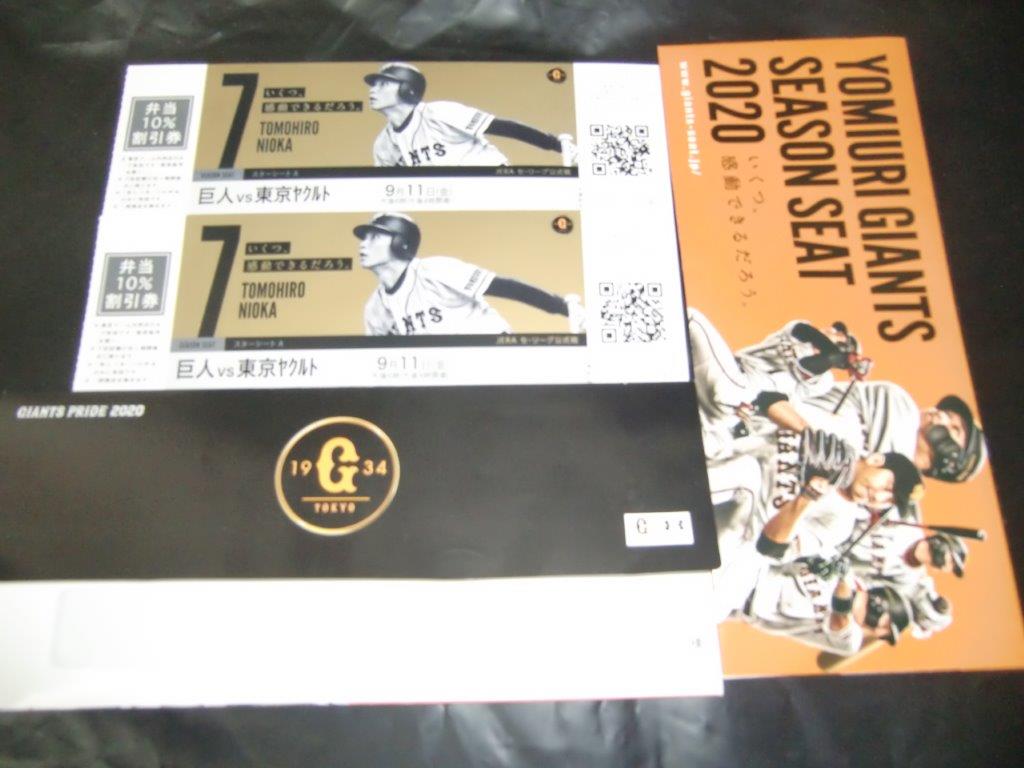 弁当
10%
割引券
7
いくつ、
感動できるだろう。
TOMOHIRO
NIOKA
SEASON SEAT
スターシート A
JERA セ・リーグ公式戦
巨人 vs 東京ヤクルト
9月11日(金)
弁当
10%
割引券
7
いくつ、
感動できるだろう。
TOMOHIRO
NIOKA
SEASON SEAT
スターシート A
JERA セ・リーグ公式戦
巨人 vs 東京ヤクルト
9月11日(金)
GIANTS PRIDE 2020
19 G 34
TOKYO
YOMIURI GIANTS
SEASON SEAT
2020
いくつ、
感動できるだろう。
www.giants-seat.jp/